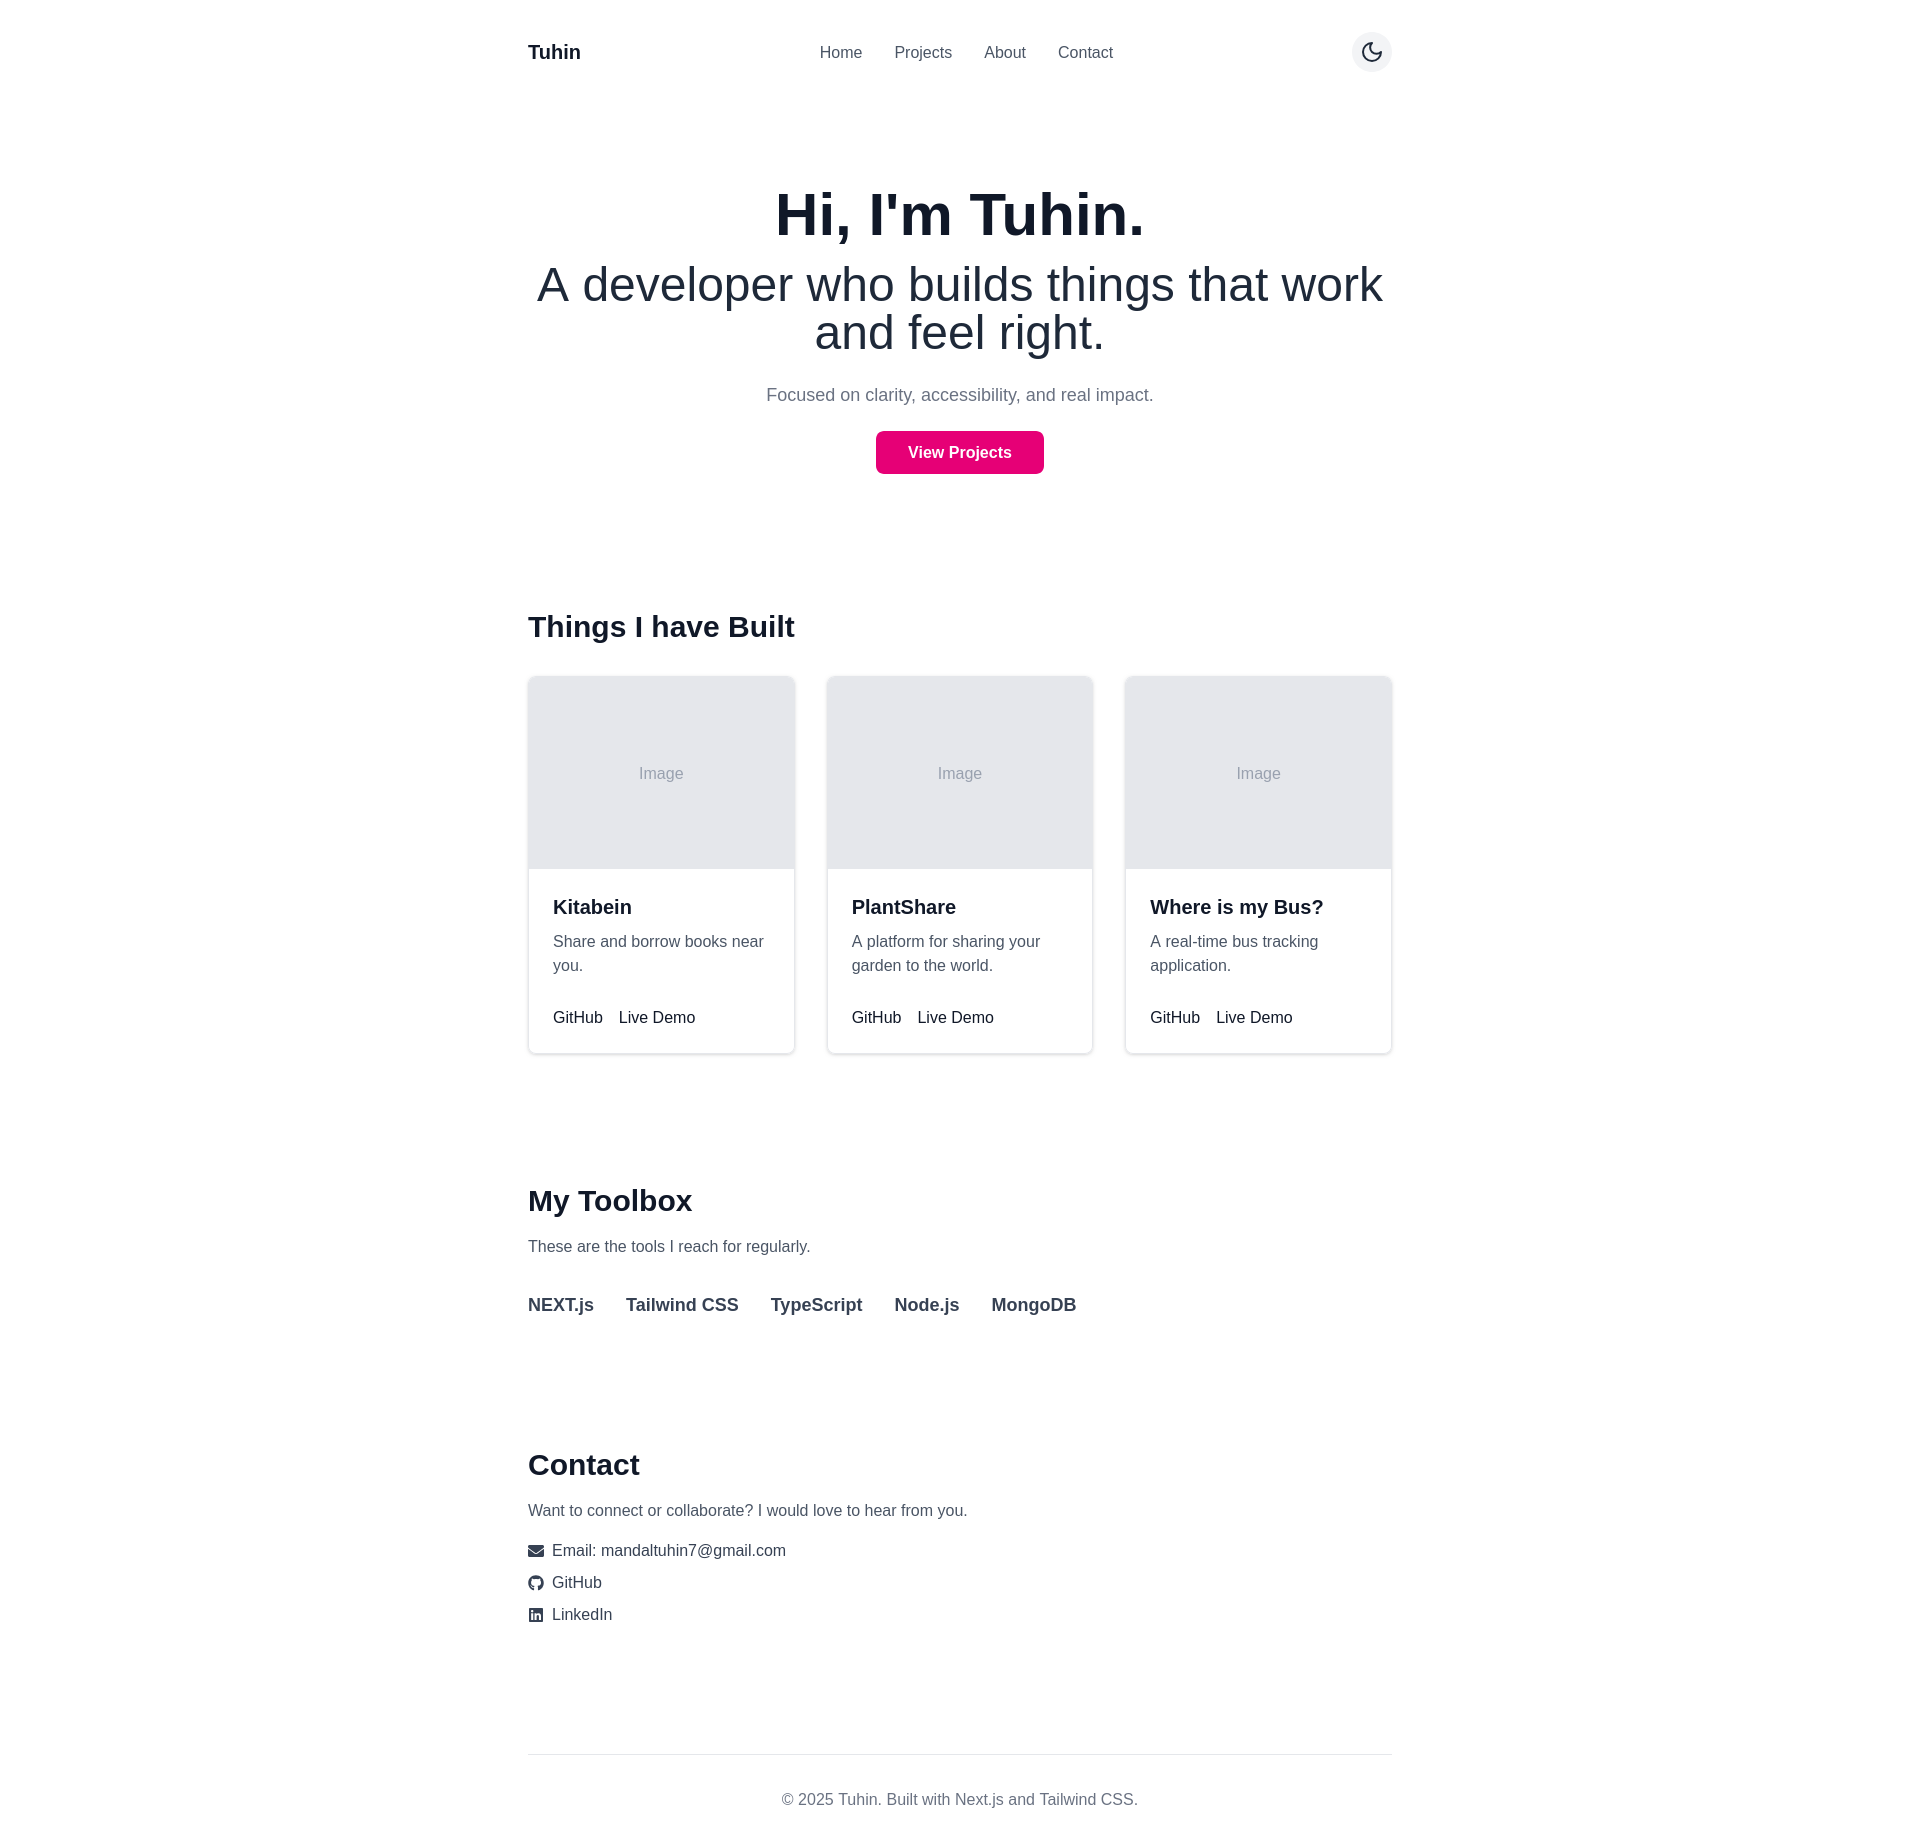 Tuhin
Home
Projects
About
Contact
Hi, I'm Tuhin.
A developer who builds things that work
and feel right.
Focused on clarity, accessibility, and real impact.
View Projects
Things I have Built
Image
Image
Image
Kitabein
Share and borrow books near
you.
GitHub Live Demo
PlantShare
A platform for sharing your
garden to the world.
GitHub Live Demo
Where is my Bus?
A real-time bus tracking
application.
GitHub Live Demo
My Toolbox
These are the tools I reach for regularly.
NEXT.js Tailwind CSS TypeScript Node.js MongoDB
Contact
Want to connect or collaborate? I would love to hear from you.
Email: mandaltuhin7@gmail.com
GitHub
LinkedIn
© 2025 Tuhin. Built with Next.js and Tailwind CSS.